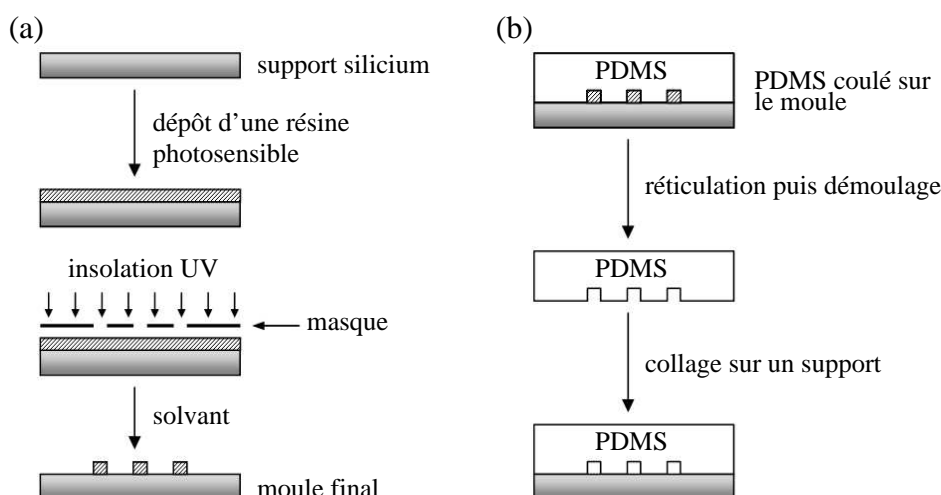 (a)
support silicium
dépôt d'une résine
photosensible
insolation UV
masque
solvant
moule final
(b)
PDMS
PDMS coulé sur
le moule
réticulation puis démoulage
PDMS
collage sur un support
PDMS